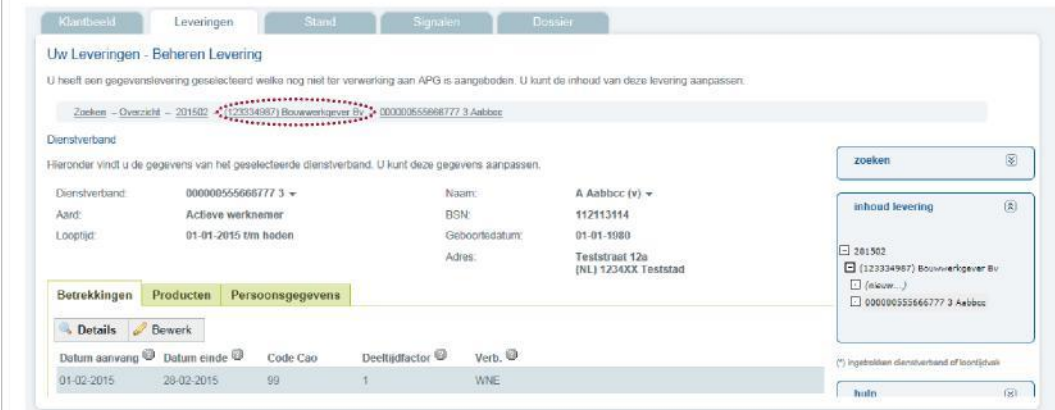 Klantbeeld Leveringen Stand Signalen Dossier
Uw Leveringen - Beheren Levering
U heeft een gegevenslevering geselecteerd welke nog niet ter verwerking aan APG is aangeboden. U kunt de inhoud van deze levering aanpassen.
Zoeken – Overzicht – 201502 – (123334987) Bouwwerkgever Bv – 000000555666777 3 Aabbcc
Dienstverband
Hieronder vindt u de gegevens van het geselecteerde dienstverband. U kunt deze gegevens aanpassen.
Dienstverband: 000000555666777 3 Naam: A Aabbcc (v)
Aard: Actieve werknemer BSN: 112113114
Looptijd: 01-01-2015 t/m heden Geboortedatum: 01-01-1980
Adres: Teststraat 12a
(NL) 1234XX Teststad
Betrekkingen Producten Persoonsgegevens
Details Bewerk
Datum aanvang Datum einde Code Cao Deeltijdfactor Verb.
01-02-2015 28-02-2015 99 1 WNE
zoeken
inhoud levering
201502
(123334987) Bouwwerkgever Bv
(nieuw...)
000000555666777 3 Aabbcc
(*) ingetrokken dienstverband of loontijdvak
hulp